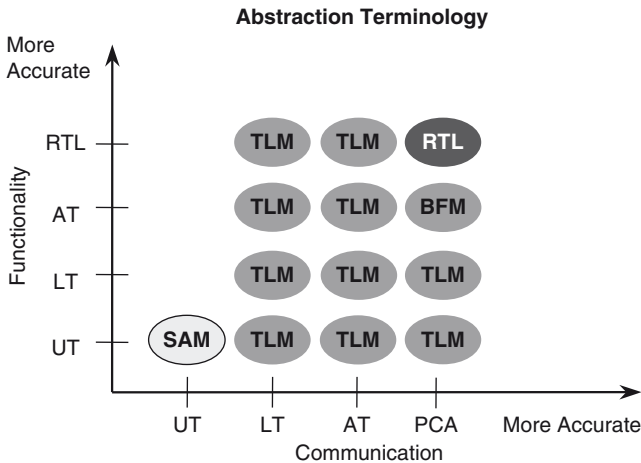 Abstraction Terminology
More
Accurate
Functionality
RTL TLM TLM RTL
AT TLM TLM BFM
LT TLM TLM TLM
UT SAM TLM TLM TLM
UT LT AT PCA More Accurate
Communication